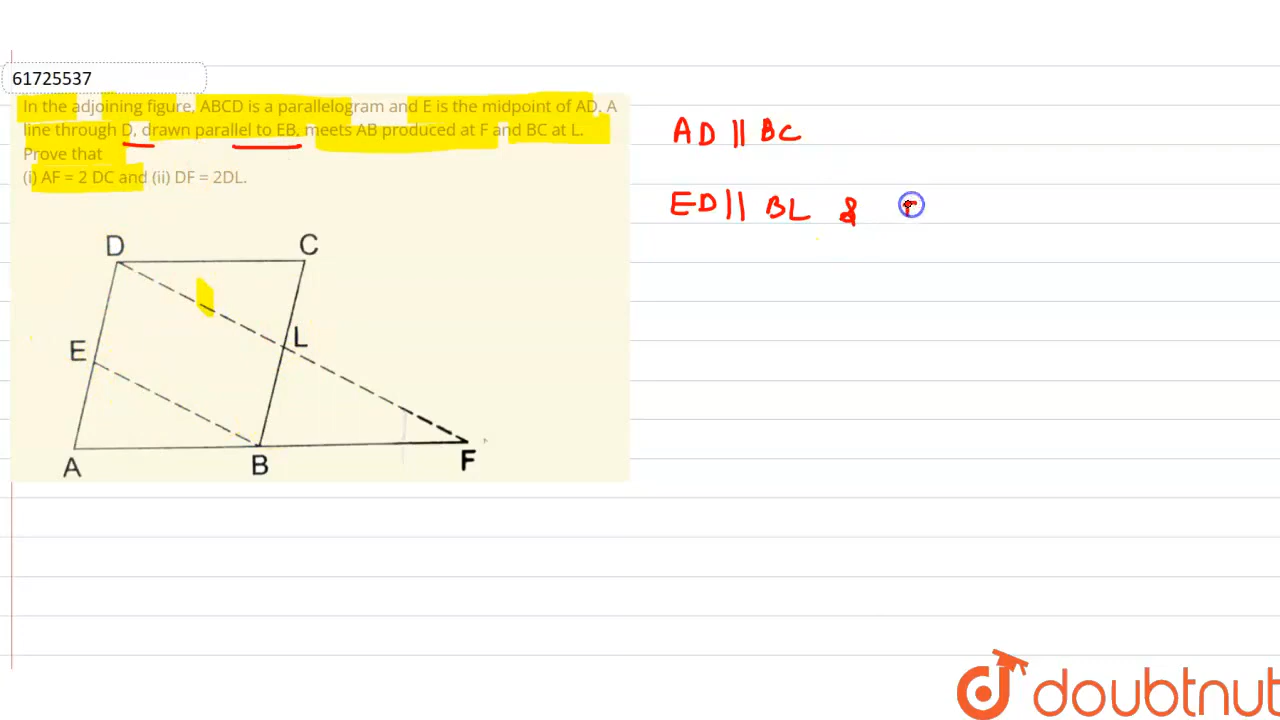 61725537
In the adjoining figure, ABCD is a parallelogram and E is the midpoint of AD. A
line through D, drawn parallel to EB, meets AB produced at F and BC at L.
Prove that
(i) AF = 2 DC and (ii) DF = 2DL.
AD || BC
ED || BL &
D
C
E
L
A
B
F
doubtnut